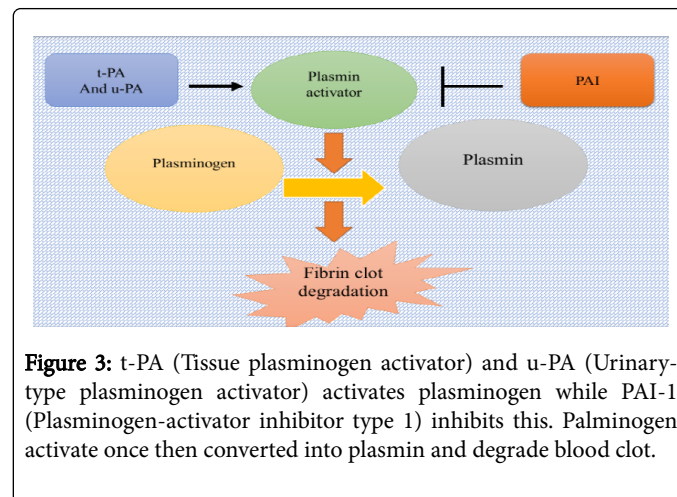 t-PA
And u-PA
Plasmin
activator
PAI
Plasminogen
Plasmin
Fibrin clot
degradation
Figure 3: t-PA (Tissue plasminogen activator) and u-PA (Urinary-
type plasminogen activator) activates plasminogen while PAI-1
(Plasminogen-activator inhibitor type 1) inhibits this. Palminogen
activate once then converted into plasmin and degrade blood clot.